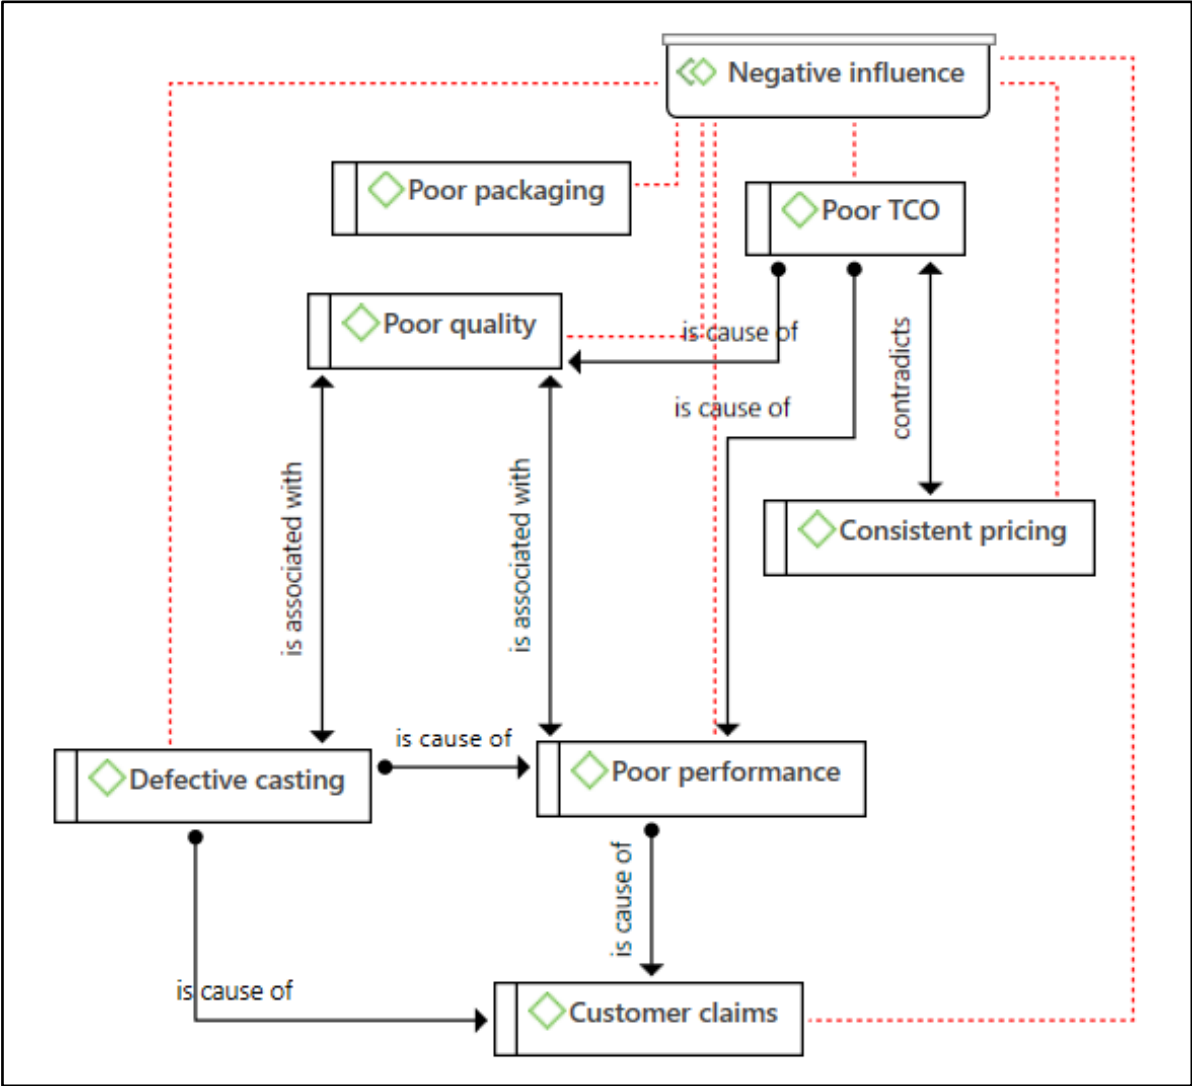 Negative influence
Poor packaging
Poor TCO
Poor quality
is cause of
is cause of
contradicts
is associated with
is associated with
Consistent pricing
is cause of
Defective casting
Poor performance
is cause of
is cause of
Customer claims